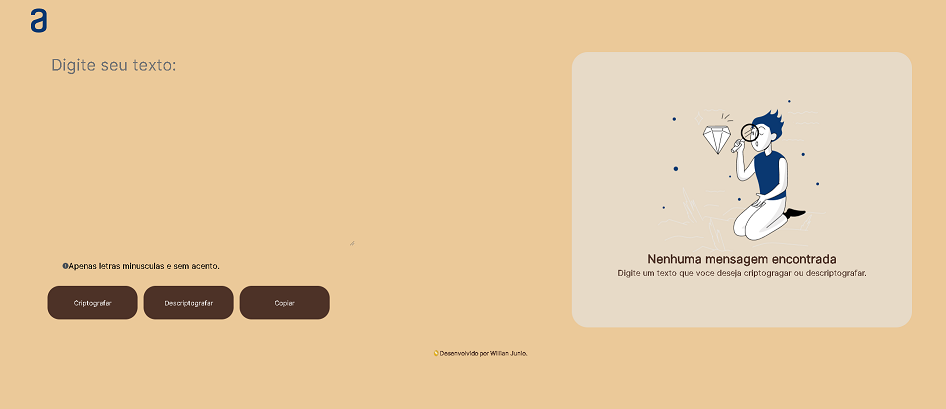 a
Digite seu texto:
Apenas letras minusculas e sem acento.
Criptografar
Descriptografar
Copiar
Nenhuma mensagem encontrada
Digite um texto que voce deseja criptogragar ou descriptografar.
Desenvolvido por Willian Junio.